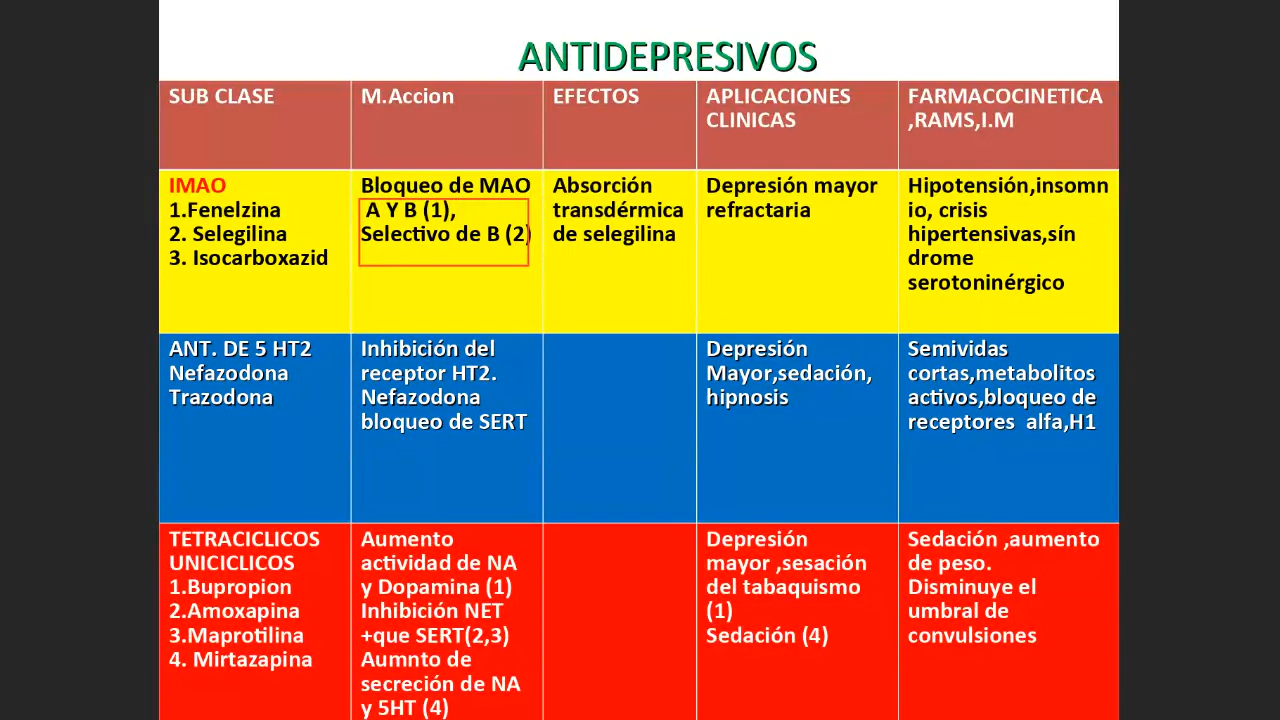 ANTIDEPRESIVOS
SUB CLASE
M.Accion
EFECTOS
APLICACIONES
CLINICAS
FARMACOCINETICA
,RAMS,I.M
IMAO
1.Fenelzina
2. Selegilina
3. Isocarboxazid
Bloqueo de MAO
A Y B (1),
Selectivo de B (2)
Absorción
transdérmica
de selegilina
Depresión mayor
refractaria
Hipotensión,insomn
io, crisis
hipertensivas,sín
drome
serotoninérgico
ANT. DE 5 HT2
Nefazodona
Trazodona
Inhibición del
receptor HT2.
Nefazodona
bloqueo de SERT
Depresión
Mayor,sedación,
hipnosis
Semividas
cortas,metabolitos
activos,bloqueo de
receptores alfa,H1
TETRACICLICOS
UNICICLICOS
1.Bupropion
2.Amoxapina
3.Maprotilina
4. Mirtazapina
Aumento
actividad de NA
y Dopamina (1)
Inhibición NET
+que SERT(2,3)
Aumnto de
secreción de NA
y 5HT (4)
Depresión
mayor ,sesación
del tabaquismo
(1)
Sedación (4)
Sedación ,aumento
de peso.
Disminuye el
umbral de
convulsiones